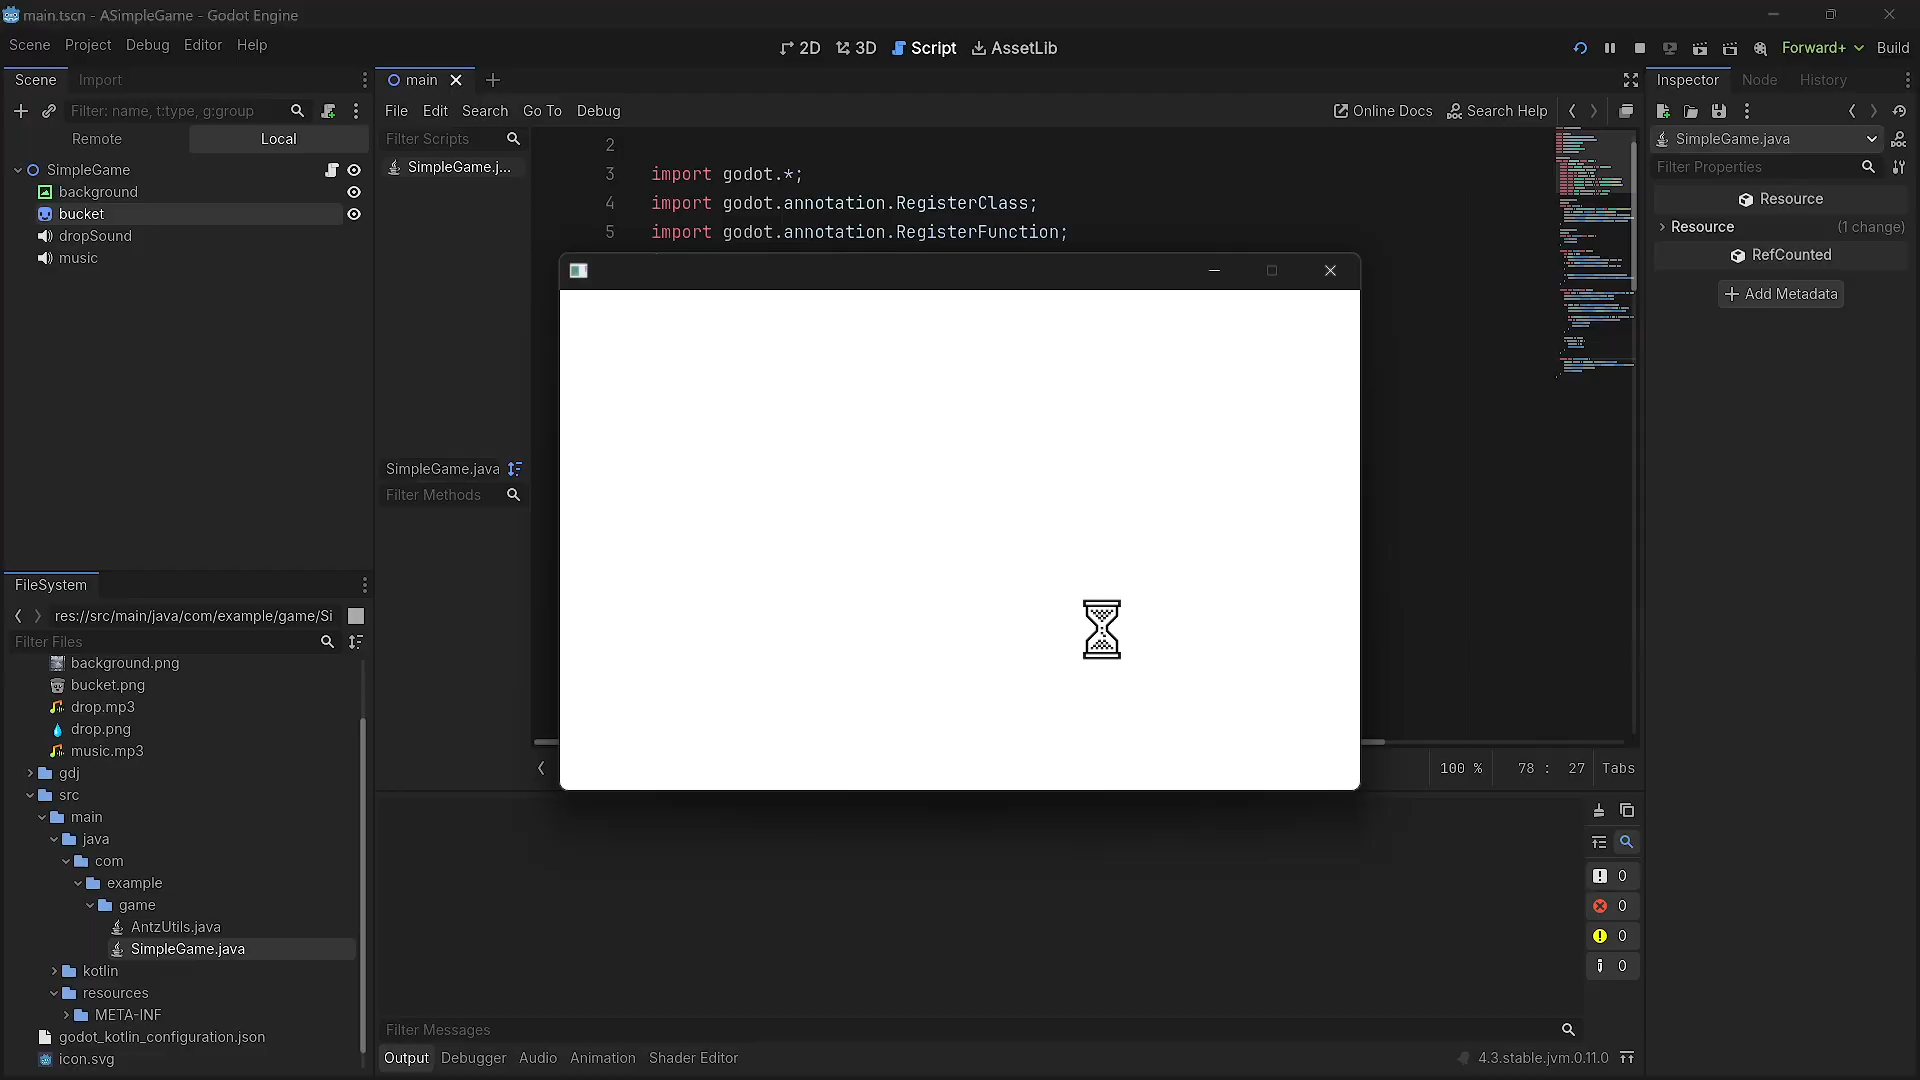 main.tscn - ASimpleGame - Godot Engine
Scene Project Debug Editor Help
2D 3D Script AssetLib
Forward+ Build
Scene Import
main
Inspector Node History
Filter: name, t:type, g:group
File Edit Search Go To Debug
Online Docs Search Help
Remote Local
Filter Scripts
SimpleGame.java
Filter Properties
SimpleGame
background
bucket
dropSound
music
SimpleGame.j...
2
3 import godot.*;
4 import godot.annotation.RegisterClass;
5 import godot.annotation.RegisterFunction;
Resource
Resource (1 change)
RefCounted
Add Metadata
SimpleGame.java
Filter Methods
FileSystem
res://src/main/java/com/example/game/Si
Filter Files
background.png
bucket.png
drop.mp3
drop.png
music.mp3
gdj
src
main
java
com
example
game
AntzUtils.java
SimpleGame.java
kotlin
resources
META-INF
godot_kotlin_configuration.json
icon.svg
100 % 78 : 27 Tabs
0
0
0
0
Filter Messages
Output Debugger Audio Animation Shader Editor
4.3.stable.jvm.0.11.0